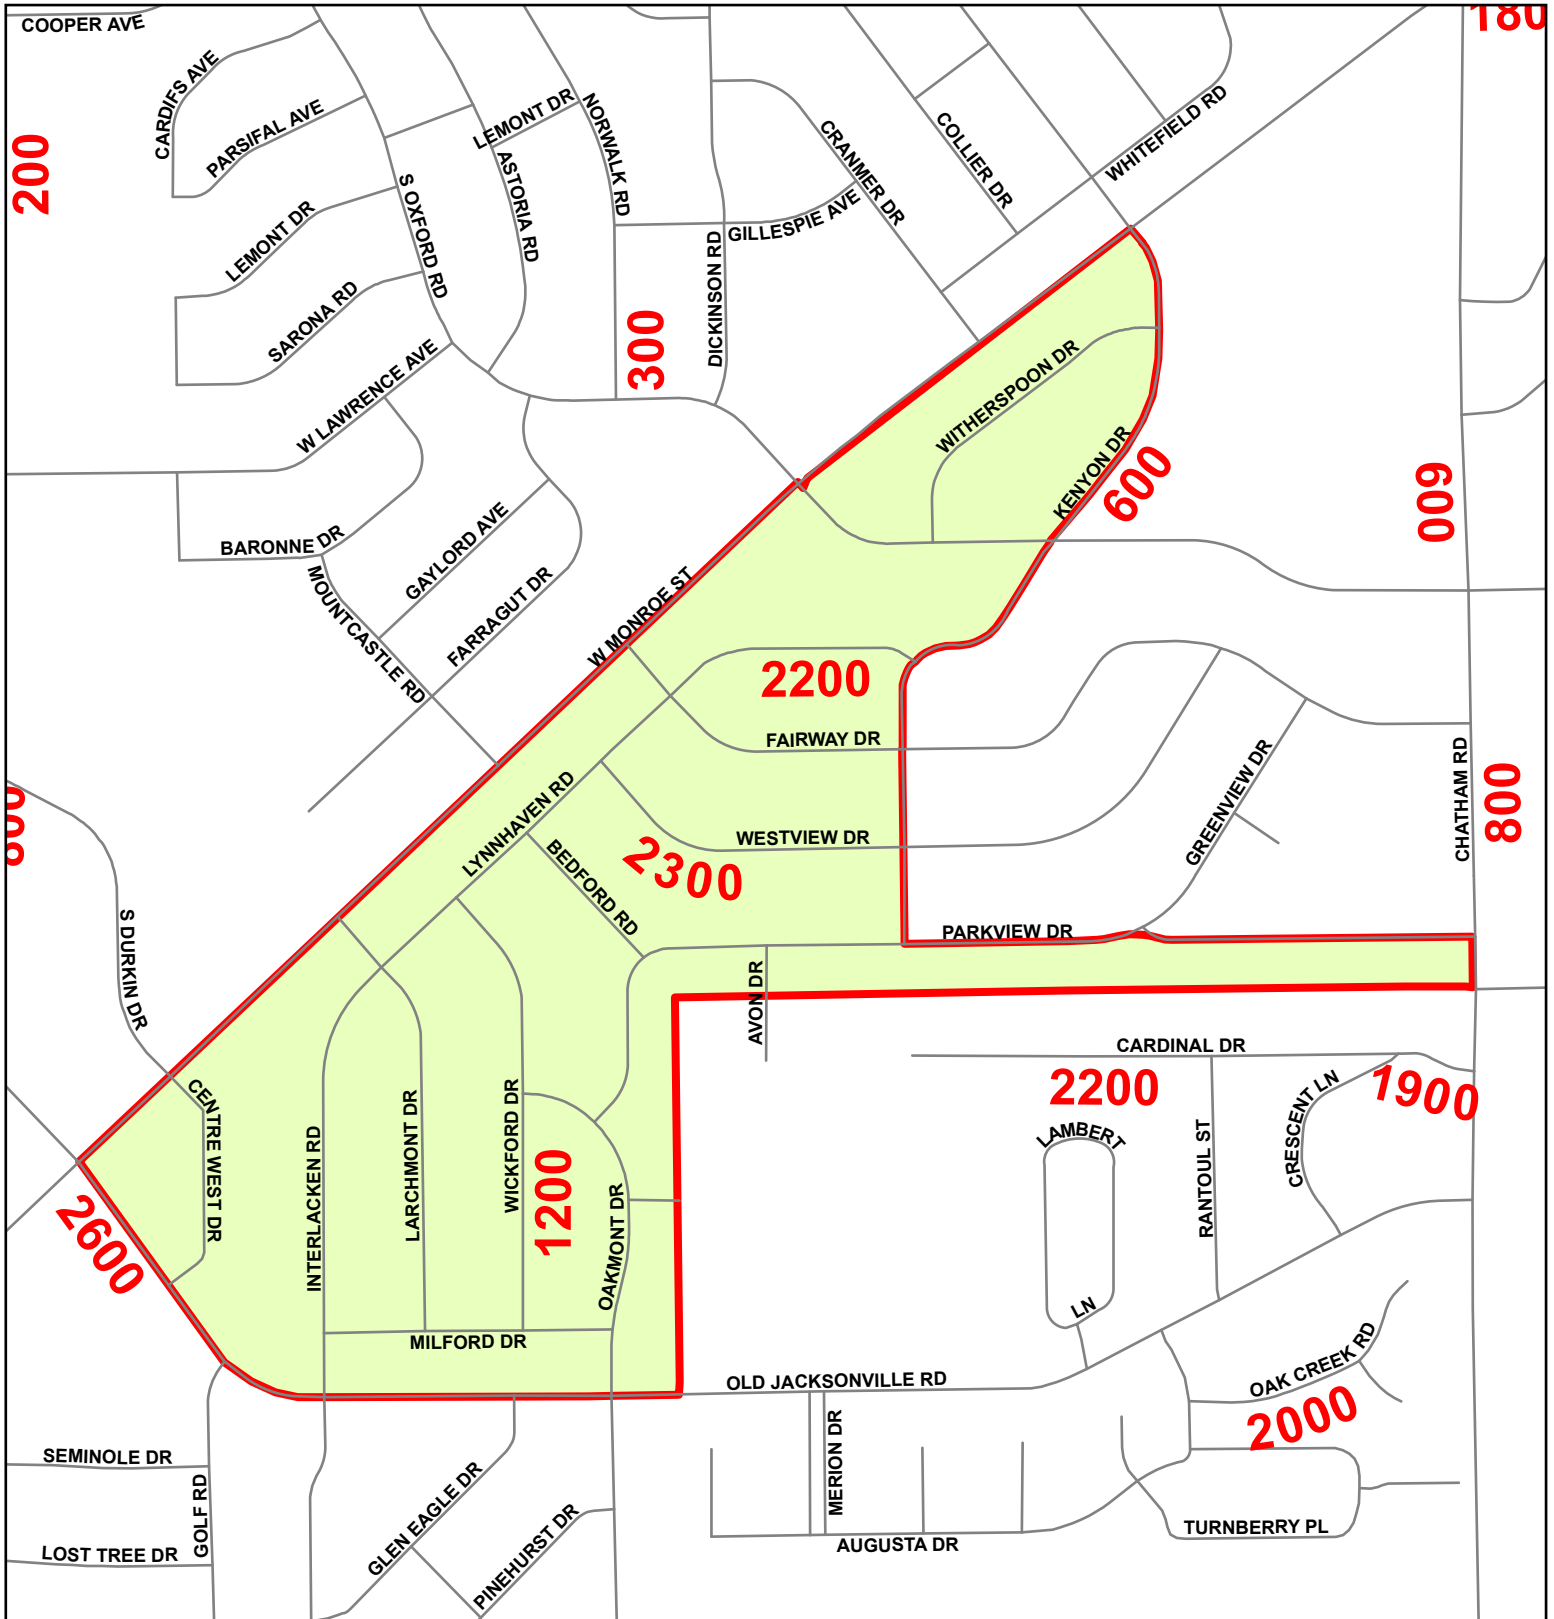 COOPER AVE
180
CARDIFS AVE
PARSIFAL AVE
200
LEMONT DR
NORWALK RD
ASTORIA RD
S OXFORD RD
LEMONT DR
SARONA RD
W LAWRENCE AVE
CRANMER DR
COLLIER DR
WHITEFIELD RD
GILLESPIE AVE
DICKINSON RD
300
WITHERSPOON DR
KENYON DR
600
600
BARONNE DR
GAYLORD AVE
MOUNTCASTLE RD
FARRAGUT DR
W MONROE ST
2200
FAIRWAY DR
LYNNHAVEN RD
WESTVIEW DR
2300
BEDFORD RD
GREENVIEW DR
CHATHAM RD
800
800
S DURKIN DR
PARKVIEW DR
AVON DR
CARDINAL DR
2200
1900
CRESCENT LN
LAMBERT
LN
RANTOUL ST
CENTRE WEST DR
INTERLACKEN RD
LARCHMONT DR
WICKFORD DR
1200
OAKMONT DR
2600
MILFORD DR
OLD JACKSONVILLE RD
OAK CREEK RD
2000
MERION DR
SEMINOLE DR
GOLF RD
GLEN EAGLE DR
PINEHURST DR
LOST TREE DR
AUGUSTA DR
TURNBERRY PL